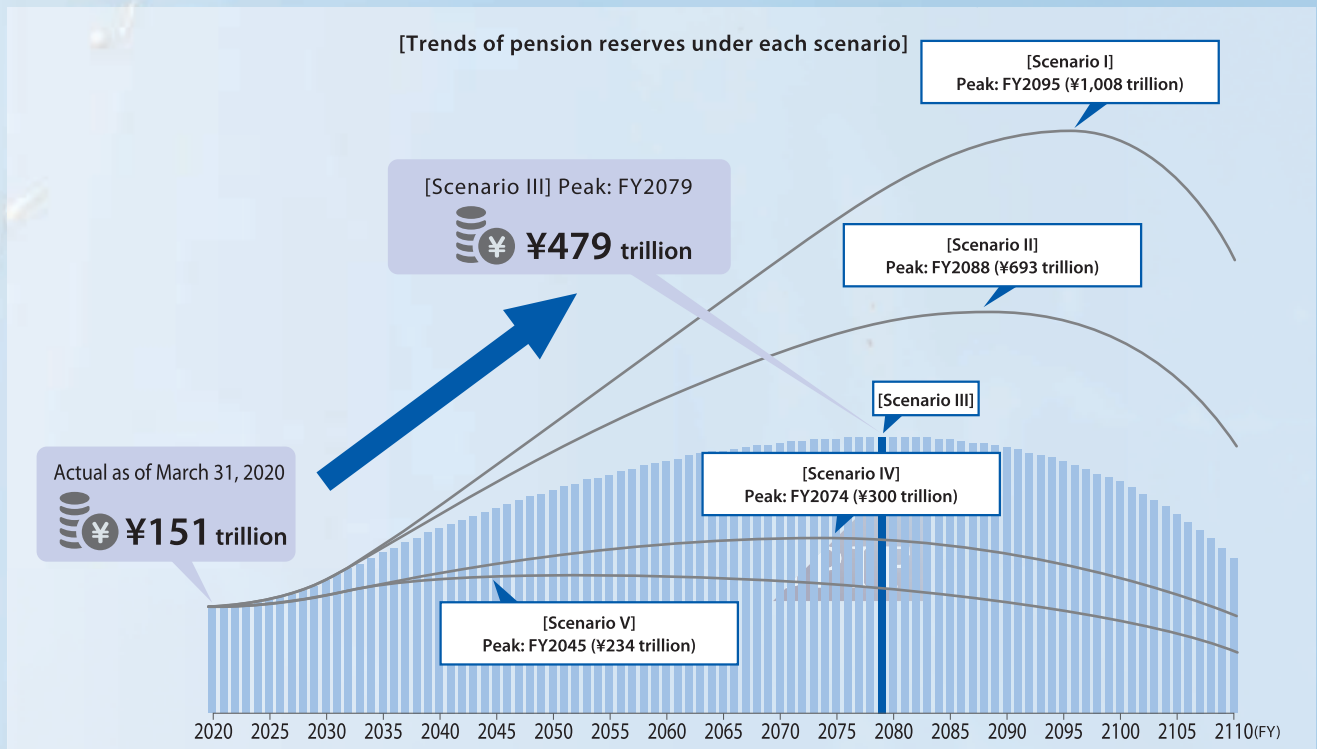 [Trends of pension reserves under each scenario]
[Scenario I]
Peak: FY2095 (¥1,008 trillion)
[Scenario III] Peak: FY2079
¥
¥479 trillion
[Scenario II]
Peak: FY2088 (¥693 trillion)
[Scenario III]
Actual as of March 31, 2020
¥
¥151 trillion
[Scenario IV]
Peak: FY2074 (¥300 trillion)
[Scenario V]
Peak: FY2045 (¥234 trillion)
2020 2025 2030 2035 2040 2045 2050 2055 2060 2065 2070 2075 2080 2085 2090 2095 2100 2105 2110(FY)